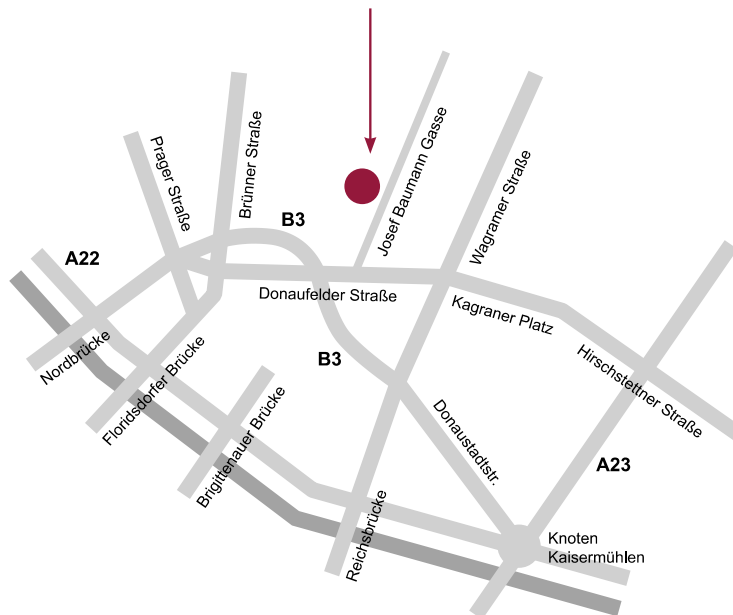 Prager Straße
Brünner Straße
Josef Baumann Gasse
Wagramer Straße
B3
A22
Donaufelder Straße
Kagraner Platz
Hirschstettner Straße
Nordbrücke
Floridsdorfer Brücke
B3
Brigittenauer Brücke
Donaustadtstr.
A23
Reichsbrücke
Knoten
Kaisermühlen